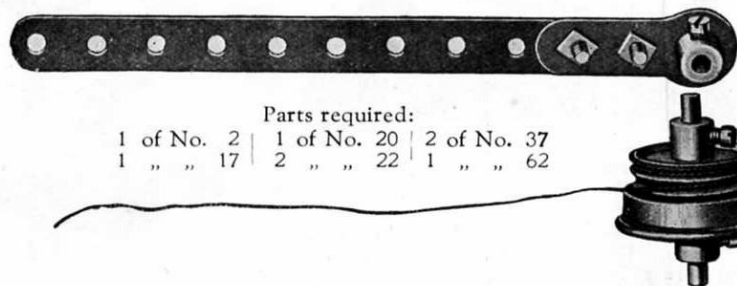 Parts required:
1 of No. 2 | 1 of No. 20 | 2 of No. 37
1 „ „ 17 | 2 „ „ 22 | 1 „ „ 62